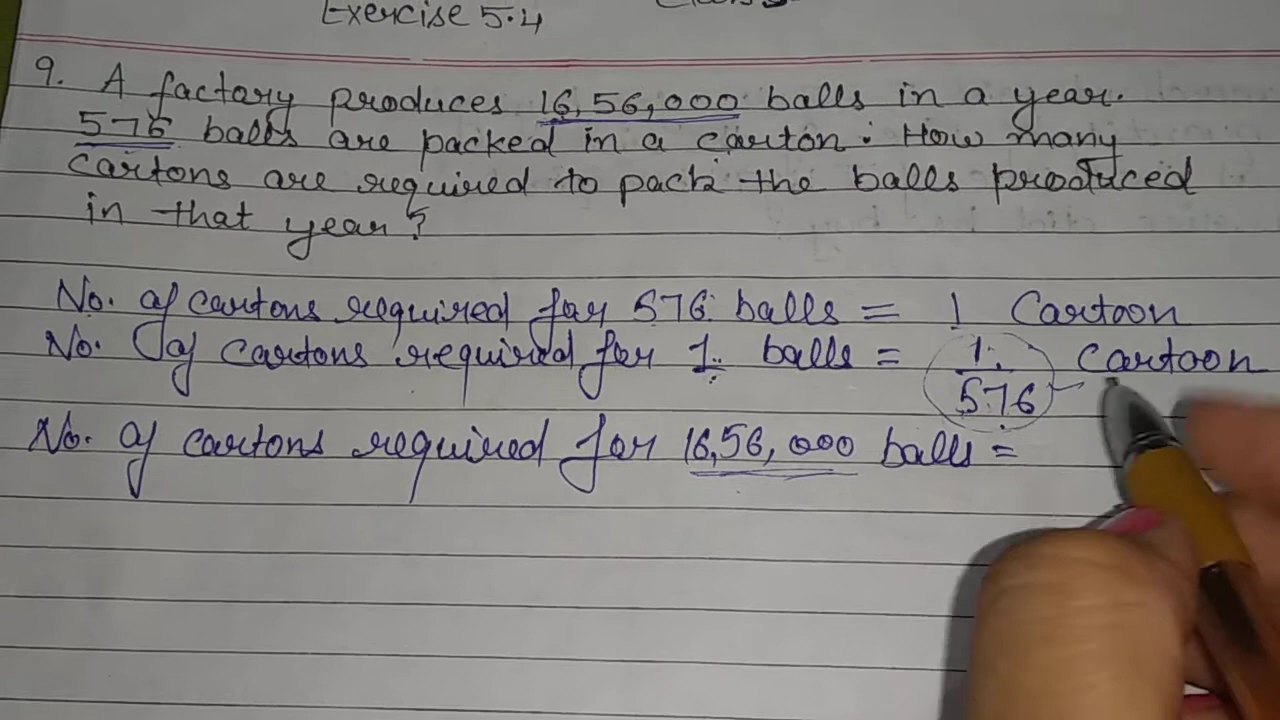 Exercise 5.4
9. A factory produces 16,56,000 balls in a year.
576 balls are packed in a carton. How many
cartons are required to pack the balls produced
in that year?
No. of cartons required for 576 balls = 1 Cartoon
No. of cartons required for 1 balls = 1/576 cartoon
No. of cartons required for 16,56,000 balls =